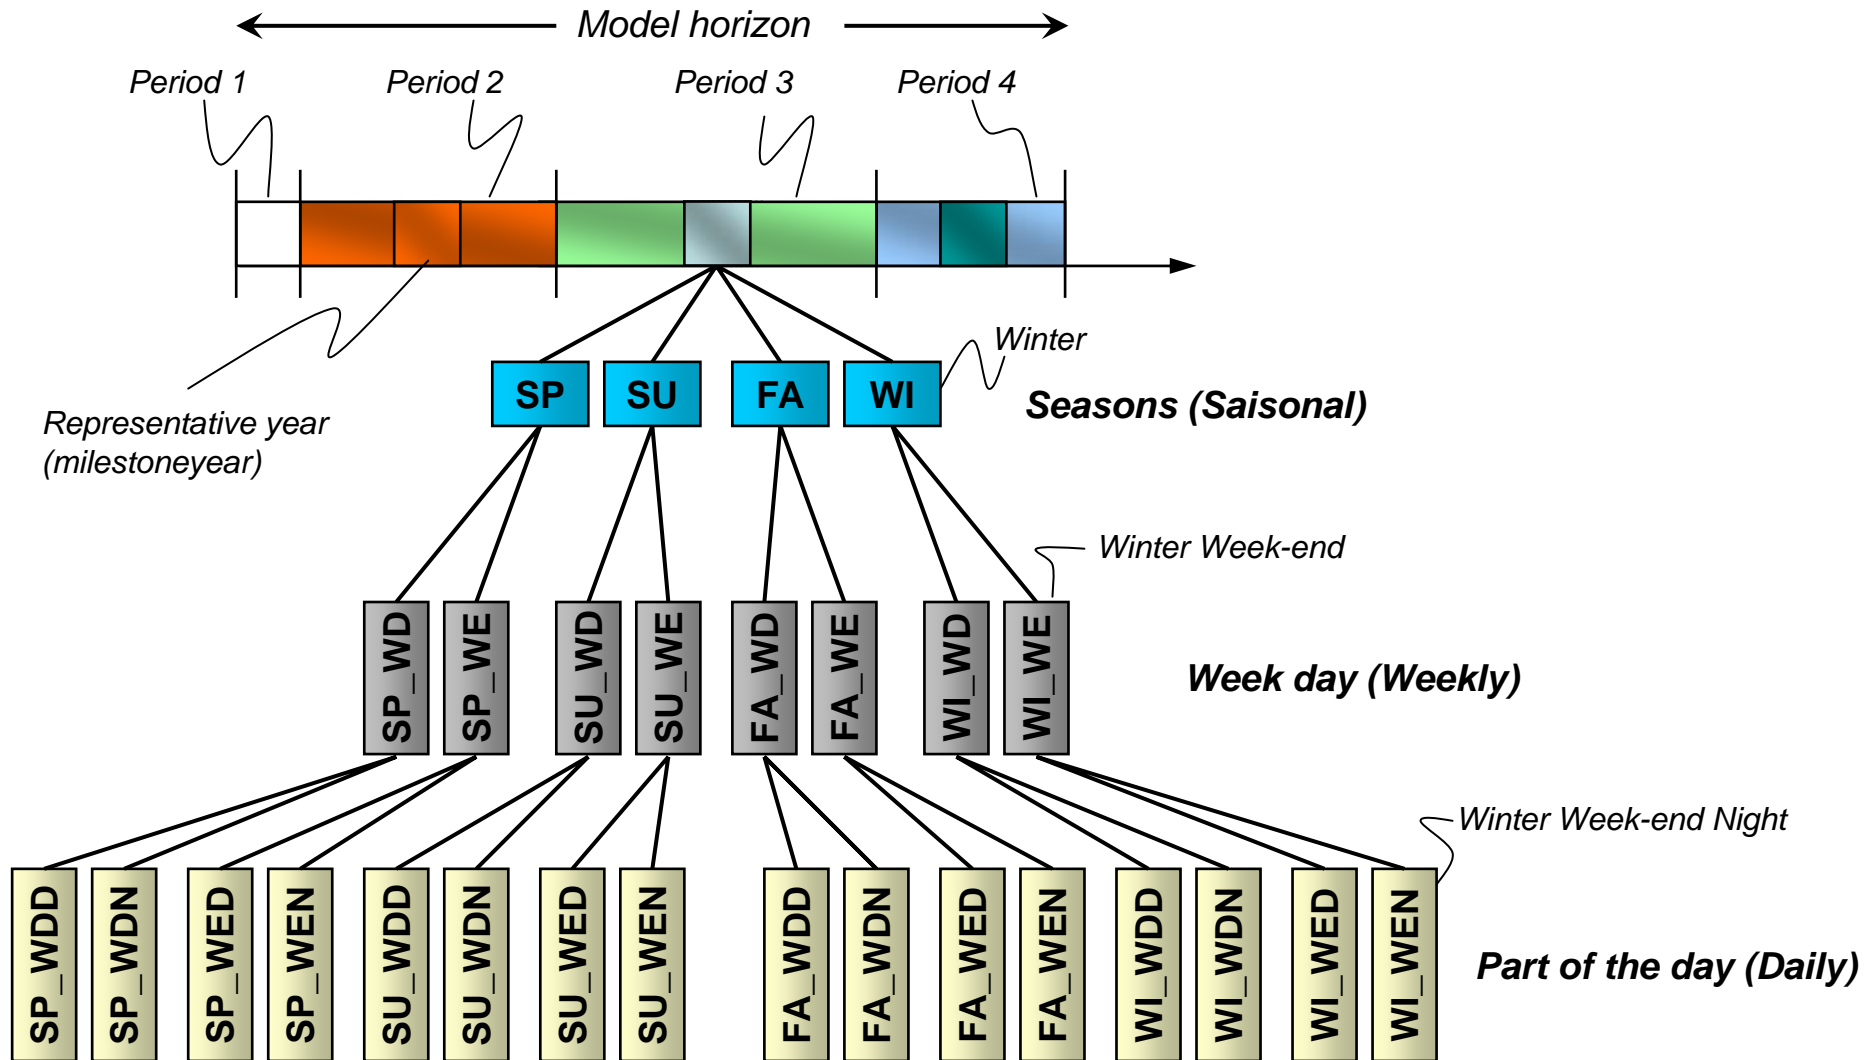 Model horizon
Period 1
Period 2
Period 3
Period 4
Winter
SP
SU
FA
WI
Seasons (Saisonal)
Representative year
(milestoneyear)
Winter Week-end
SP_WD
SP_WE
SU_WD
SU_WE
FA_WD
FA_WE
WI_WD
WI_WE
Week day (Weekly)
Winter Week-end Night
SP_WDD
SP_WDN
SP_WED
SP_WEN
SU_WDD
SU_WDN
SU_WED
SU_WEN
FA_WDD
FA_WDN
FA_WED
FA_WEN
WI_WDD
WI_WDN
WI_WED
WI_WEN
Part of the day (Daily)